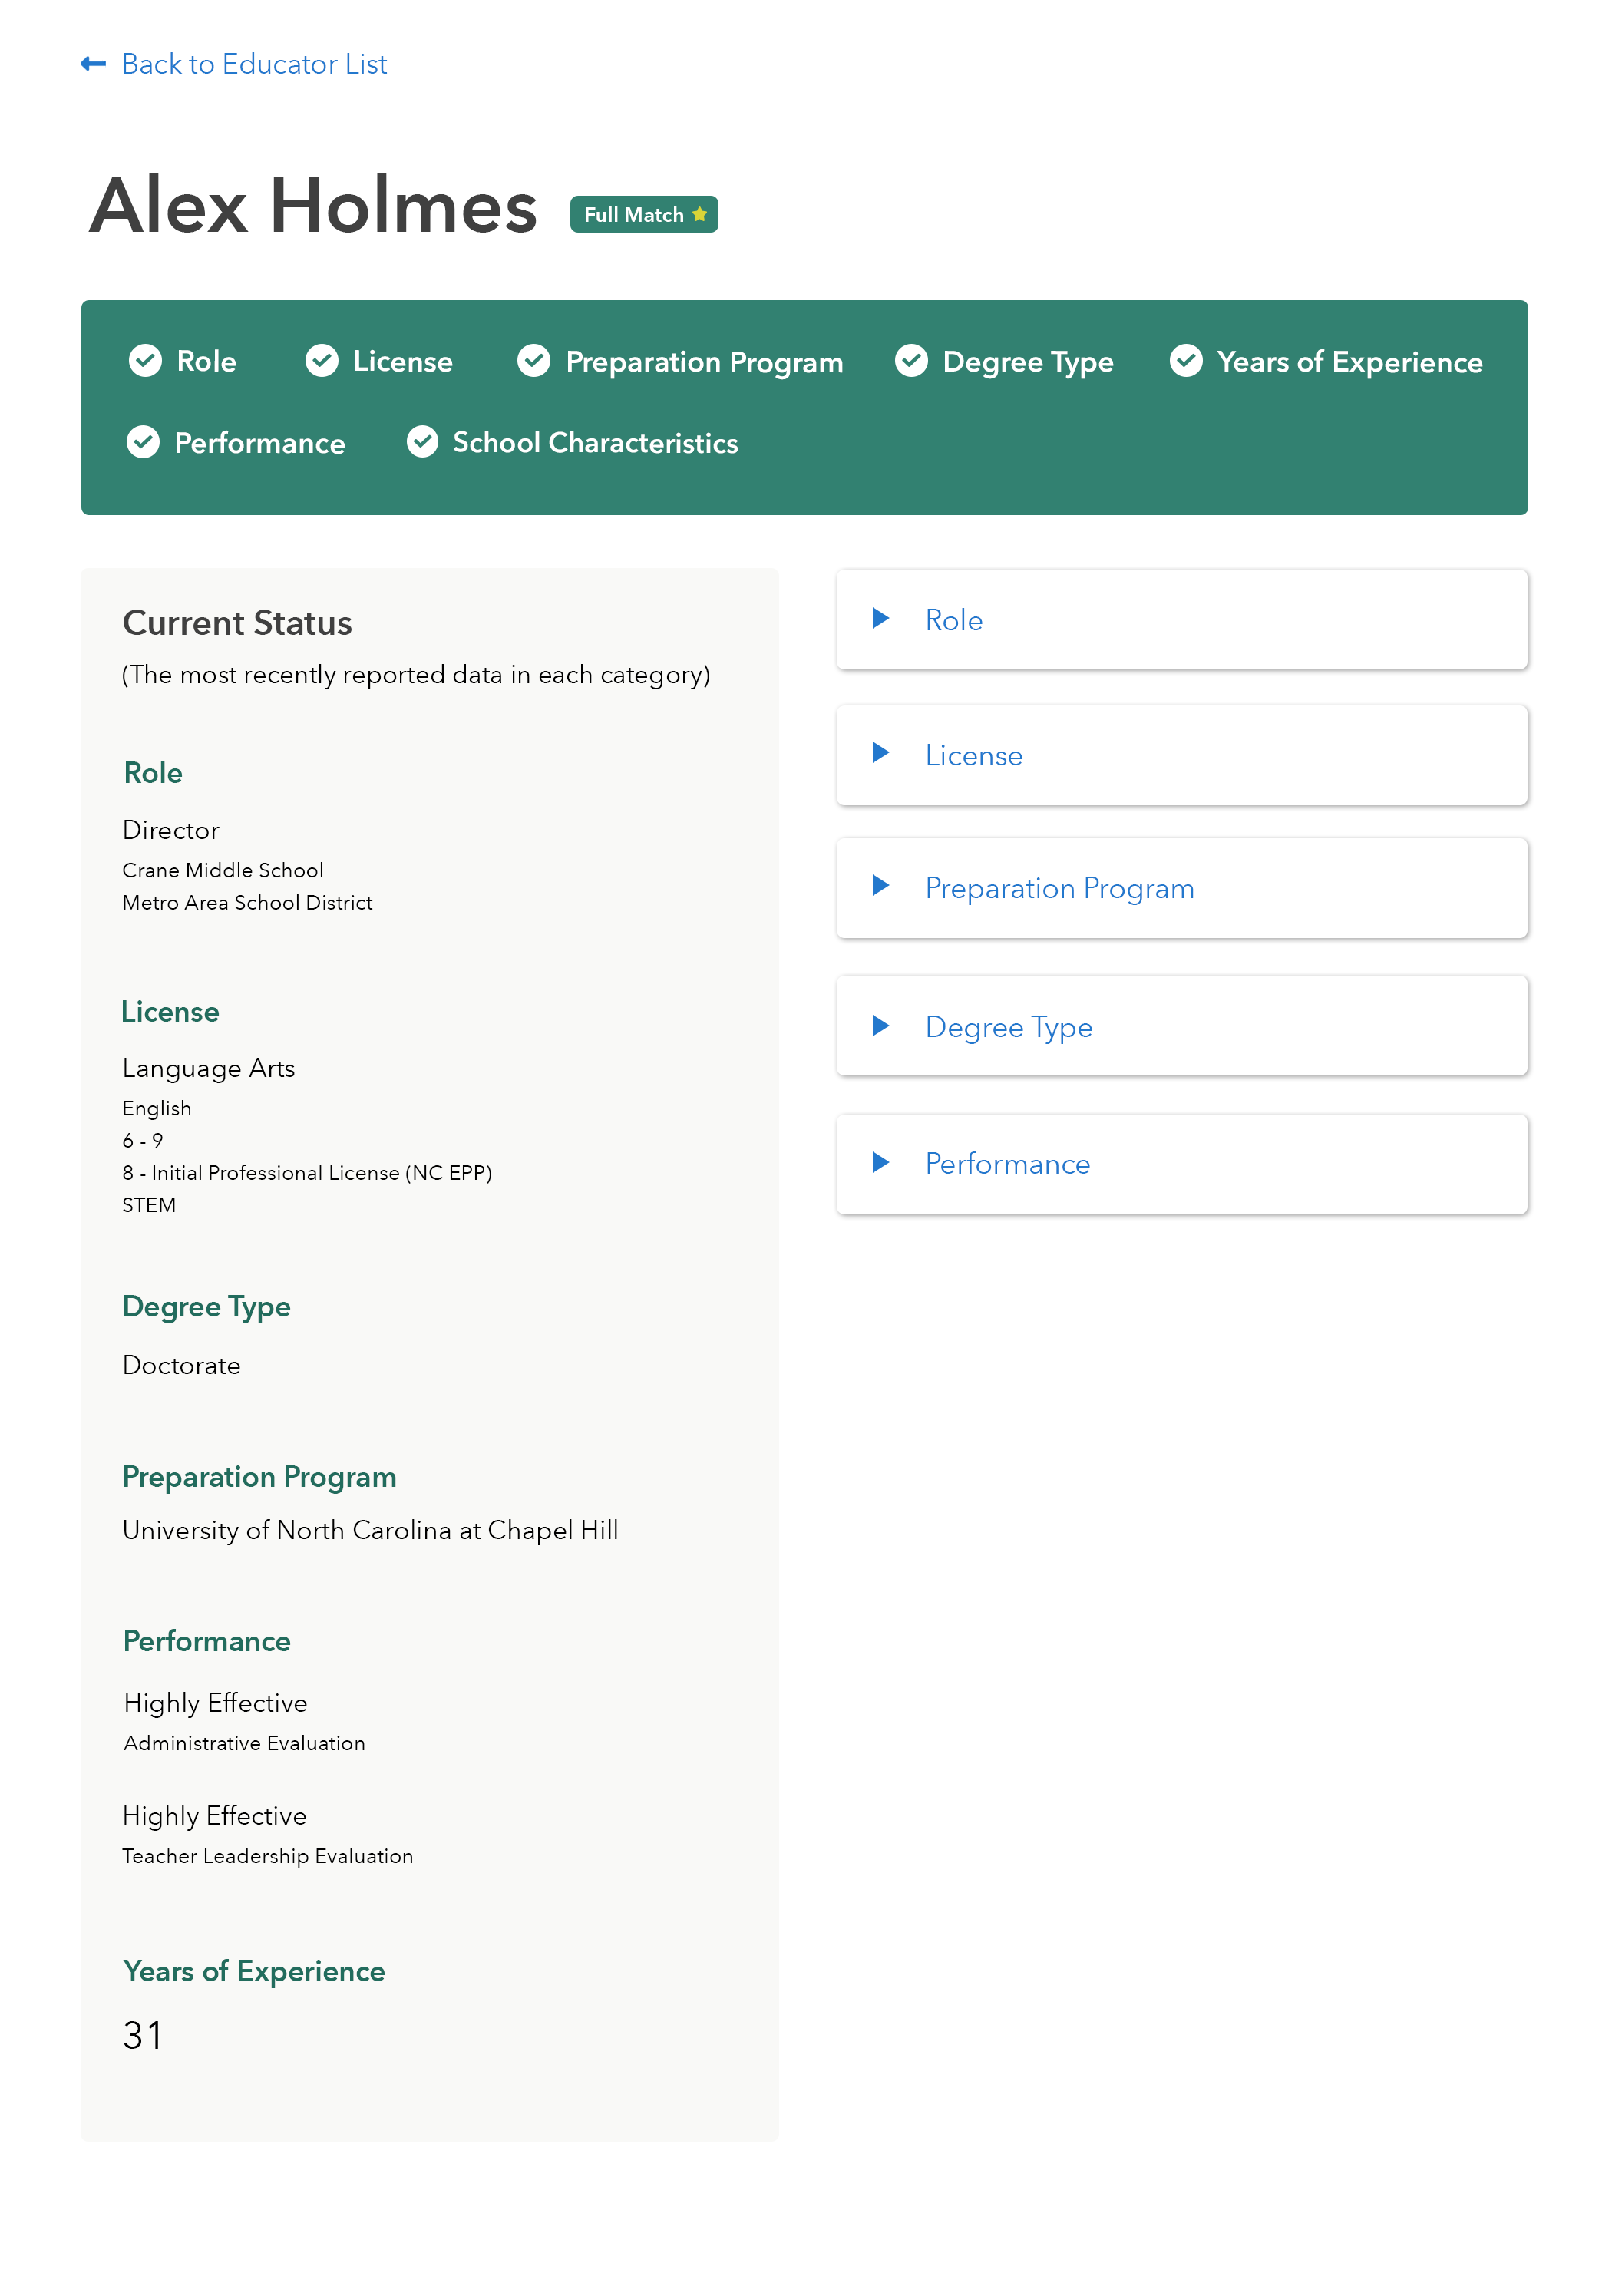 Back to Educator List
Alex Holmes
Full Match
Role
License
Preparation Program
Degree Type
Years of Experience
Performance
School Characteristics
Current Status
(The most recently reported data in each category)
Role
Director
Crane Middle School
Metro Area School District
License
Language Arts
English
6 - 9
8 - Initial Professional License (NC EPP)
STEM
Degree Type
Doctorate
Preparation Program
University of North Carolina at Chapel Hill
Performance
Highly Effective
Administrative Evaluation
Highly Effective
Teacher Leadership Evaluation
Years of Experience
31
Role
License
Preparation Program
Degree Type
Performance